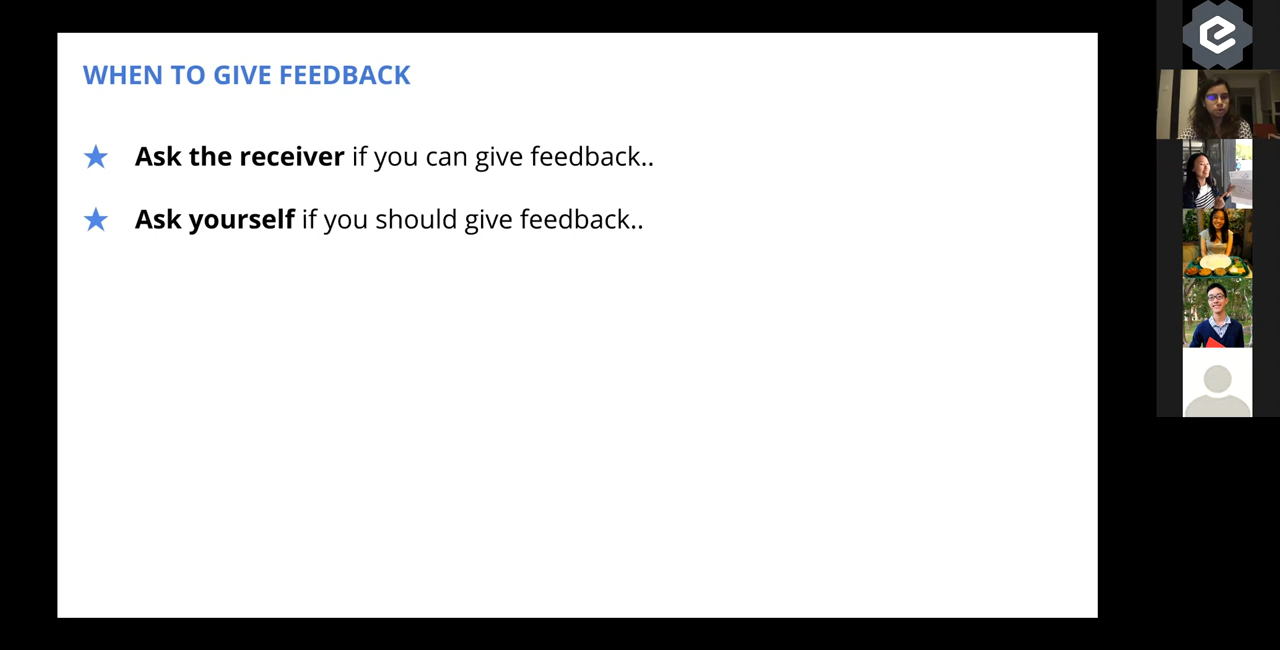 WHEN TO GIVE FEEDBACK
★ Ask the receiver if you can give feedback..
★ Ask yourself if you should give feedback..